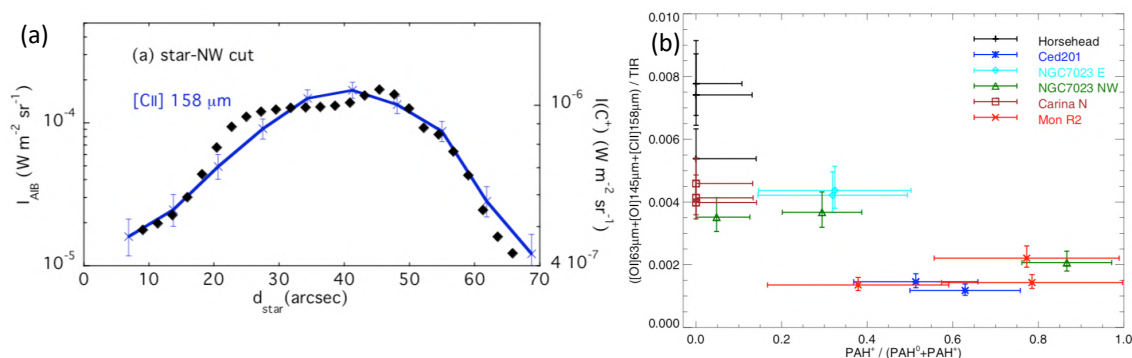 (a)
(a) star-NW cut
[CII] 158 μm
10⁻⁴
10⁻⁵
I_AIB (W m⁻² sr⁻¹)
10⁻⁶
4 10⁻⁷
I(C⁺) (W m⁻² sr⁻¹)
0 10 20 30 40 50 60 70
d_star (arcsec)
(b)
0.010
0.008
0.006
0.004
0.002
0.000
([OI]63μm+[OI]145μm+[CII]158μm) / TIR
Horsehead
Ced201
NGC7023 E
NGC7023 NW
Carina N
Mon R2
0.0 0.2 0.4 0.6 0.8 1.0
PAH⁺ / (PAH⁰+PAH⁺)